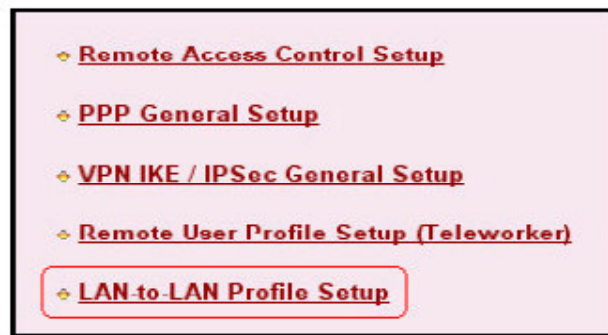 Remote Access Control Setup
PPP General Setup
VPN IKE / IPSec General Setup
Remote User Profile Setup (Teleworker)
LAN-to-LAN Profile Setup